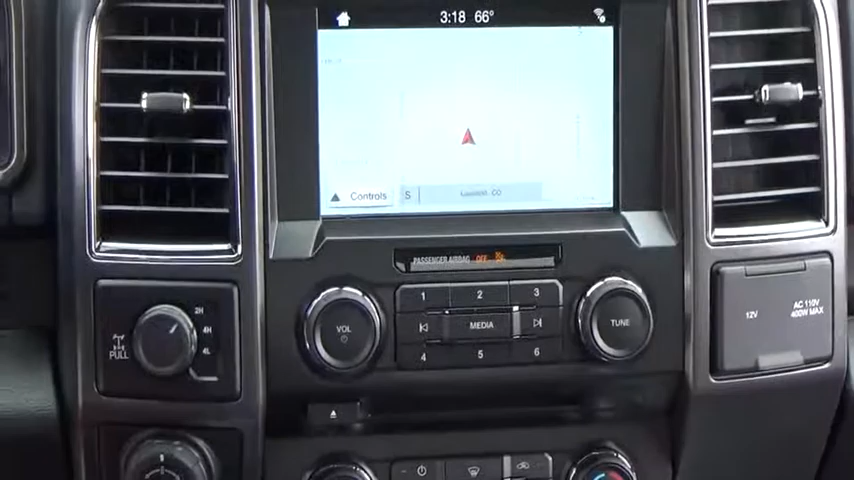 3:18 66°
Controls
S
PASSENGER AIRBAG OFF
2H
4H
4L
PULL
VOL
1 2 3
MEDIA
4 5 6
TUNE
12V
AC 110V
400W MAX